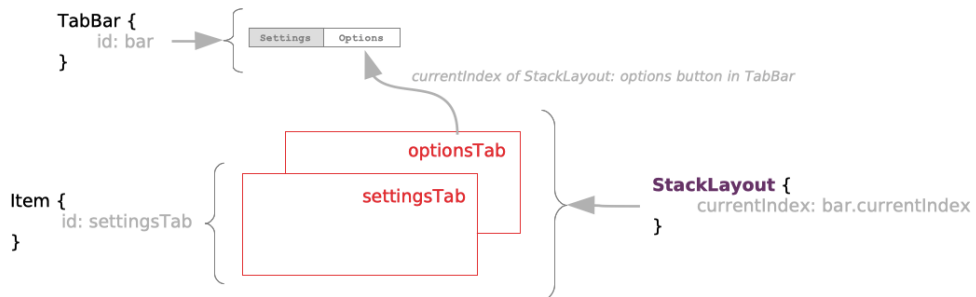 TabBar {
id: bar
}
Settings Options
currentIndex of StackLayout: options button in TabBar
optionsTab
settingsTab
Item {
id: settingsTab
}
StackLayout {
currentIndex: bar.currentIndex
}